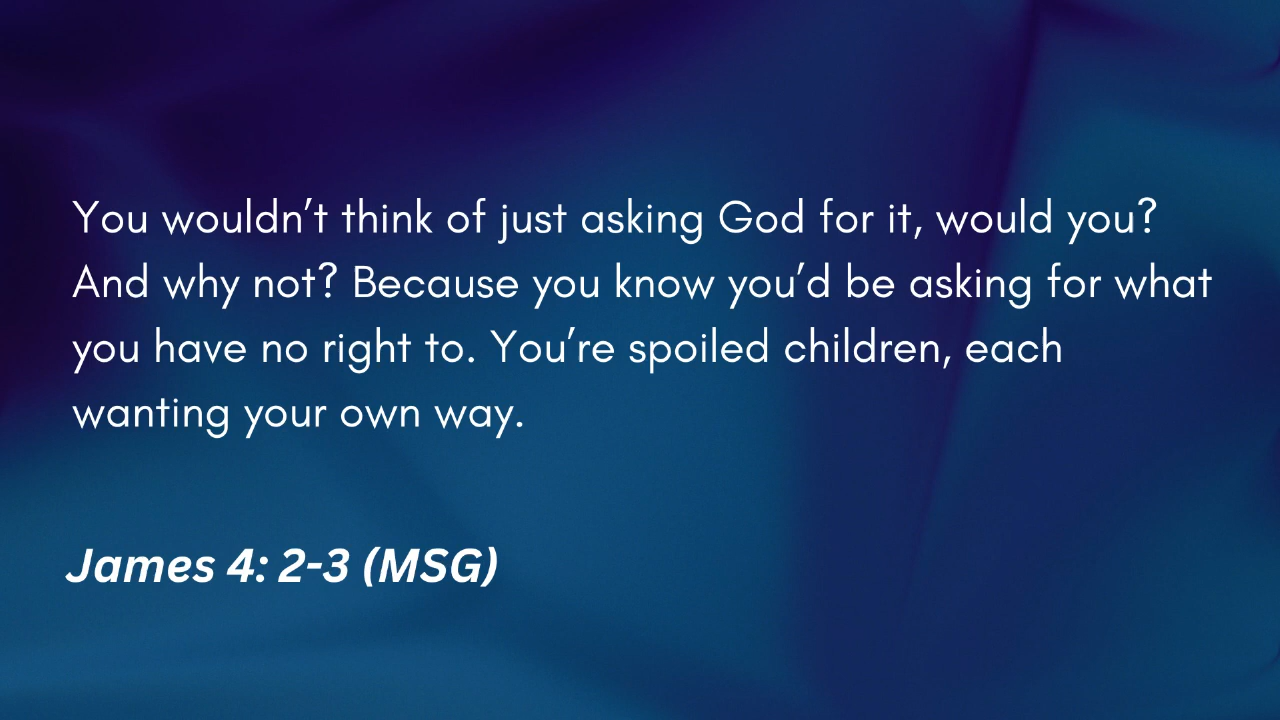 You wouldn’t think of just asking God for it, would you?
And why not? Because you know you’d be asking for what
you have no right to. You’re spoiled children, each
wanting your own way.
James 4: 2-3 (MSG)